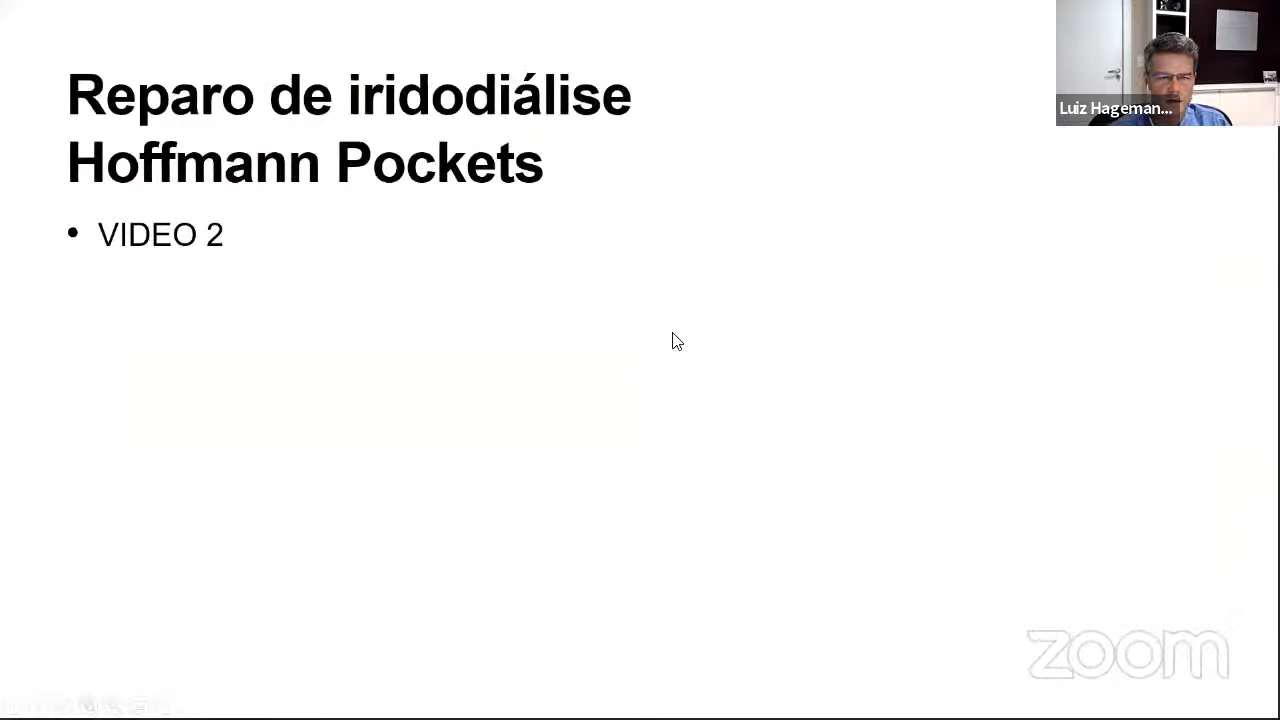 Reparo de iridodiálise
Hoffmann Pockets
• VIDEO 2
Luiz Hageman...
zoom